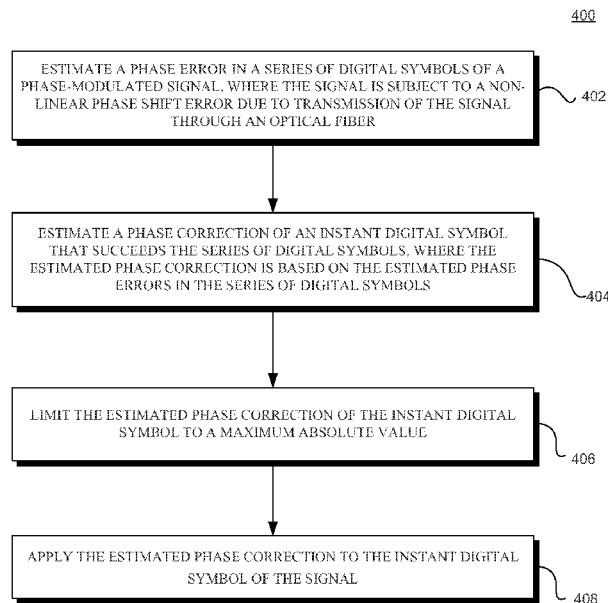 400
ESTIMATE A PHASE ERROR IN A SERIES OF DIGITAL SYMBOLS OF A
PHASE-MODULATED SIGNAL, WHERE THE SIGNAL IS SUBJECT TO A NON-
LINEAR PHASE SHIFT ERROR DUE TO TRANSMISSION OF THE SIGNAL
THROUGH AN OPTICAL FIBER
402
ESTIMATE A PHASE CORRECTION OF AN INSTANT DIGITAL SYMBOL
THAT SUCCEEDS THE SERIES OF DIGITAL SYMBOLS, WHERE THE
ESTIMATED PHASE CORRECTION IS BASED ON THE ESTIMATED PHASE
ERRORS IN THE SERIES OF DIGITAL SYMBOLS
404
LIMIT THE ESTIMATED PHASE CORRECTION OF THE INSTANT DIGITAL
SYMBOL TO A MAXIMUM ABSOLUTE VALUE
406
APPLY THE ESTIMATED PHASE CORRECTION TO THE INSTANT DIGITAL
SYMBOL OF THE SIGNAL
408